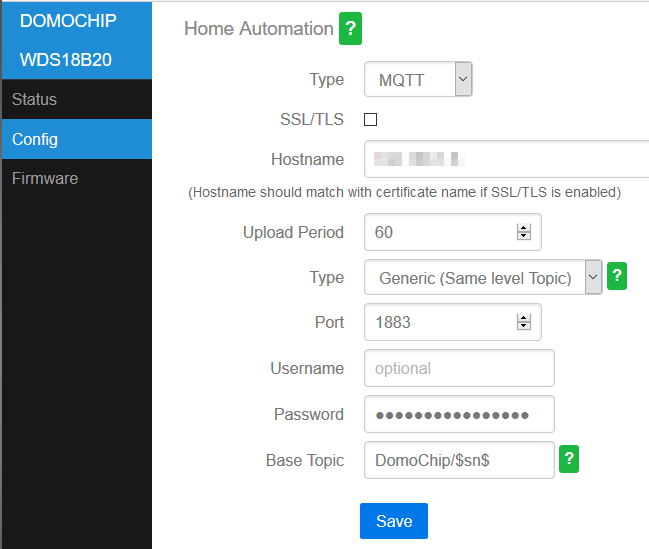 DOMOCHIP
WDS18B20
Status
Config
Firmware
Home Automation ?
Type MQTT
SSL/TLS
Hostname
(Hostname should match with certificate name if SSL/TLS is enabled)
Upload Period 60
Type Generic (Same level Topic) ?
Port 1883
Username optional
Password ●●●●●●●●●●●●●●●●
Base Topic DomoChip/$sn$ ?
Save